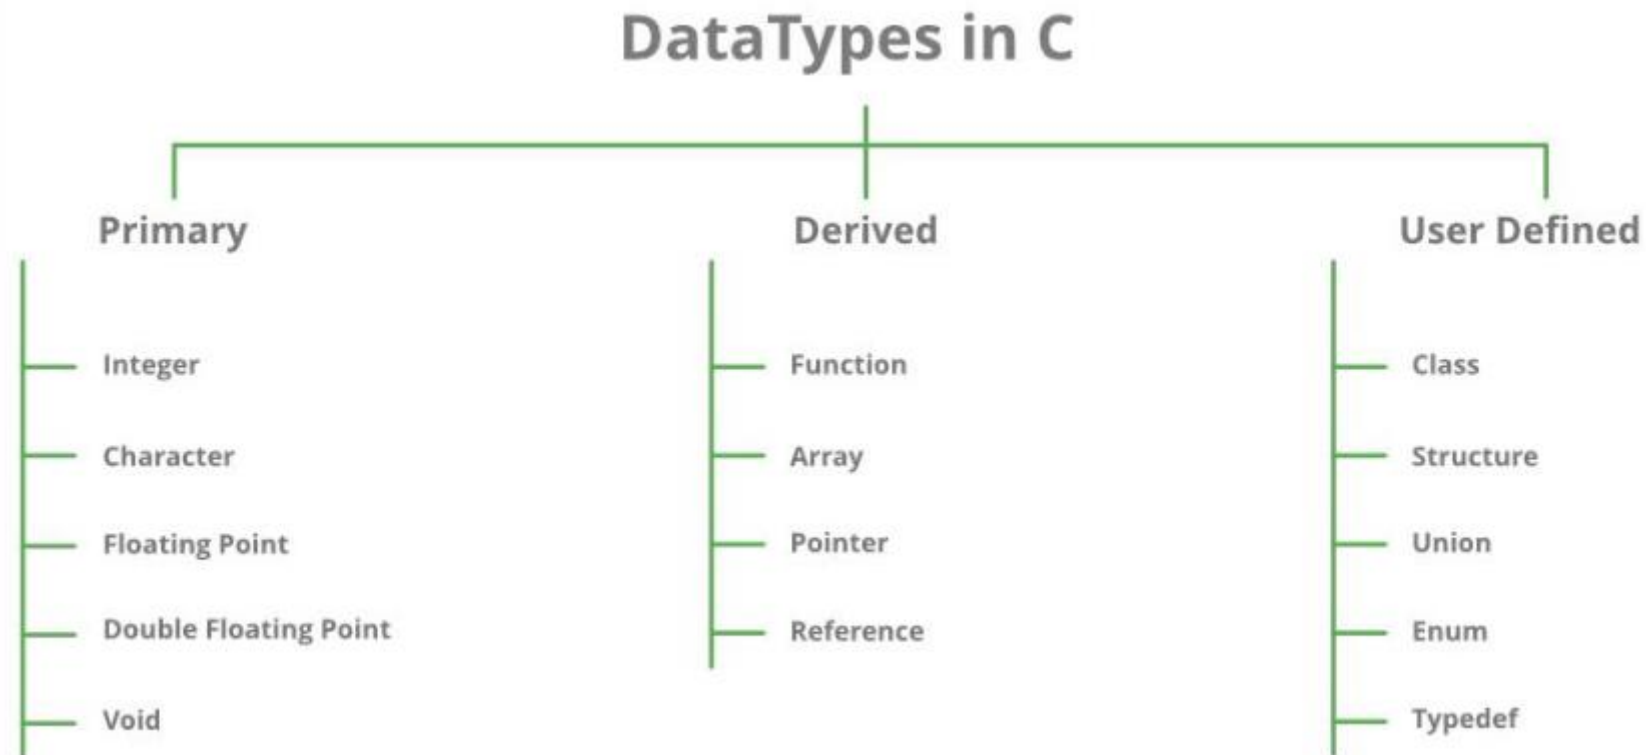 DataTypes in C
Primary
Derived
User Defined
Integer
Function
Class
Character
Array
Structure
Floating Point
Pointer
Union
Double Floating Point
Reference
Enum
Void
Typedef